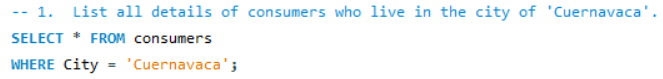 -- 1.  List all details of consumers who live in the city of 'Cuernavaca'.
SELECT * FROM consumers
WHERE City = 'Cuernavaca';